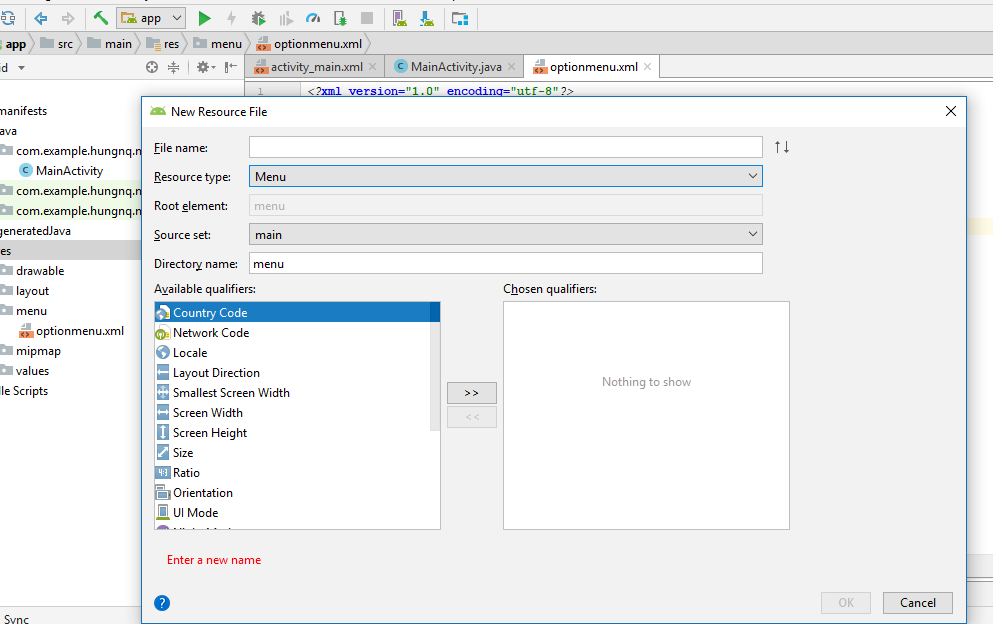 app
app src main res menu optionmenu.xml
id
activity_main.xml MainActivity.java optionmenu.xml
1 <?xml version="1.0" encoding="utf-8"?>
manifests
java
com.example.hungnq.m
MainActivity
com.example.hungnq.m
com.example.hungnq.m
generatedJava
res
drawable
layout
menu
optionmenu.xml
mipmap
values
lle Scripts
Sync
New Resource File
File name:
Resource type: Menu
Root element: menu
Source set: main
Directory name: menu
Available qualifiers: Chosen qualifiers:
Country Code
Network Code
Locale
Layout Direction
Smallest Screen Width
Screen Width
Screen Height
Size
Ratio
Orientation
UI Mode
>>
<<
Nothing to show
Enter a new name
?
OK Cancel